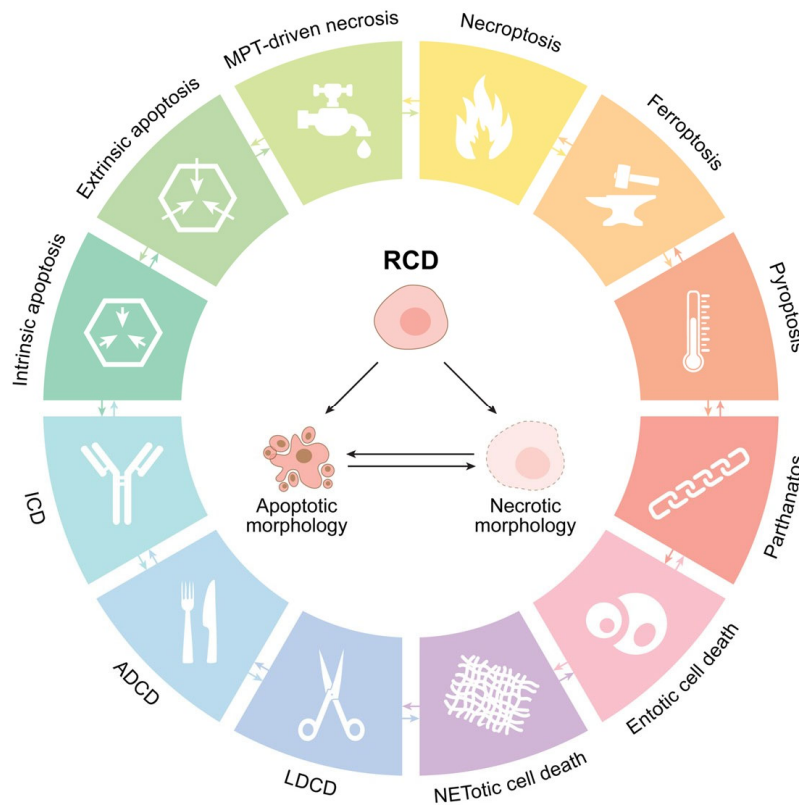 MPT-driven necrosis
Necroptosis
Ferroptosis
Pyroptosis
Parthanatos
Entotic cell death
NETotic cell death
LDCD
ADCD
ICD
Intrinsic apoptosis
Extrinsic apoptosis
RCD
Apoptotic
morphology
Necrotic
morphology